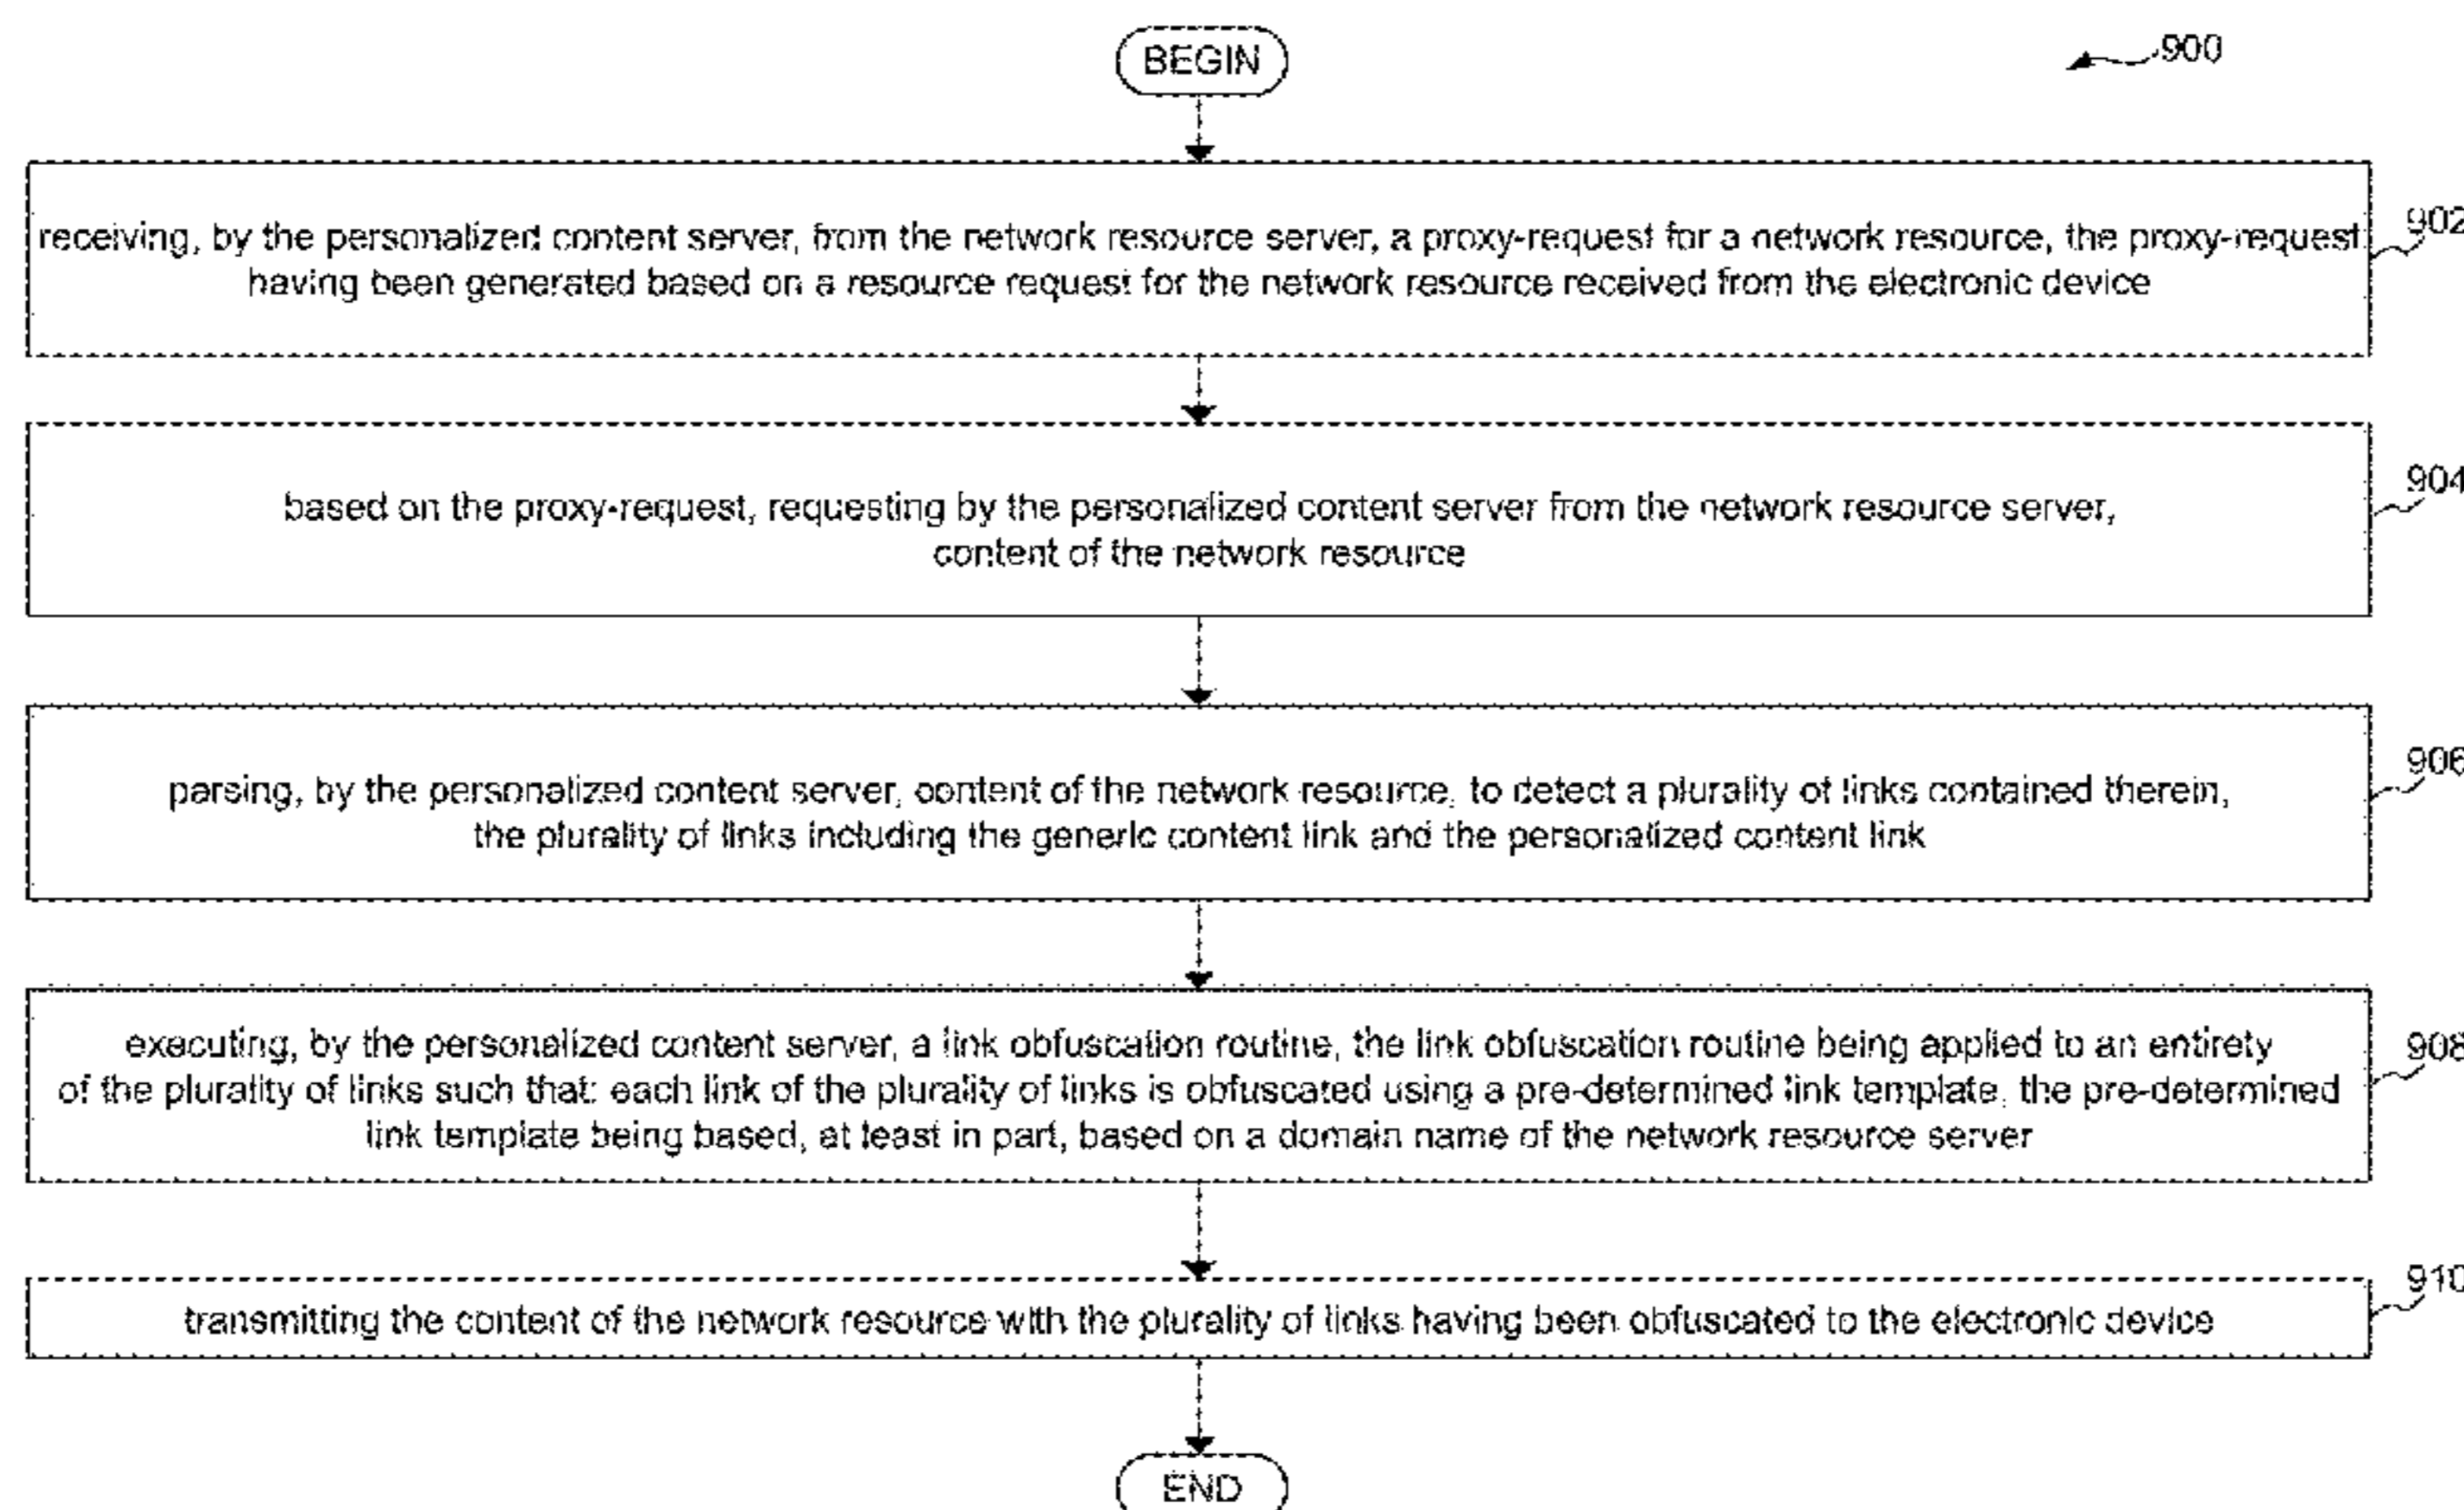 BEGIN
900
receiving, by the personalized content server, from the network resource server, a proxy-request for a network resource, the proxy-request
having been generated based on a resource request for the network resource received from the electronic device
902
based on the proxy-request, requesting by the personalized content server from the network resource server,
content of the network resource
904
parsing, by the personalized content server, content of the network resource, to detect a plurality of links contained therein,
the plurality of links including the generic content link and the personalized content link
906
executing, by the personalized content server, a link obfuscation routine, the link obfuscation routine being applied to an entirety
of the plurality of links such that: each link of the plurality of links is obfuscated using a pre-determined link template, the pre-determined
link template being based, at least in part, based on a domain name of the network resource server
908
transmitting the content of the network resource with the plurality of links having been obfuscated to the electronic device
910
END